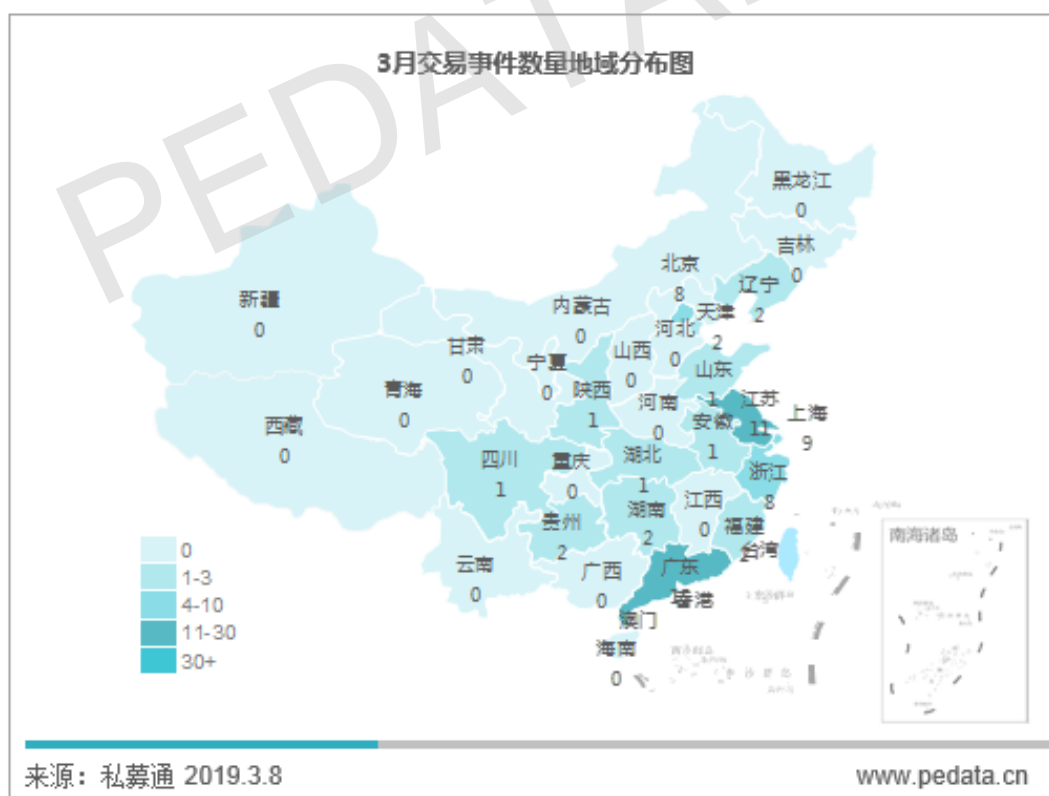 PEDATA
3月交易事件数量地域分布图
黑龙江
0
吉林
0
北京
8
辽宁
2
新疆
0
内蒙古
0
天津
2
河北
0
甘肃
0
山西
0
宁夏
0
山东
1
青海
0
陕西
1
河南
0
江苏
11
上海
9
西藏
0
安徽
1
四川
1
重庆
0
湖北
1
浙江
8
江西
0
湖南
2
贵州
2
福建
2
台湾
云南
0
广西
0
广东
香港
澳门
海南
0
南海诸岛
0
1-3
4-10
11-30
30+
来源：私募通 2019.3.8
www.pedata.cn